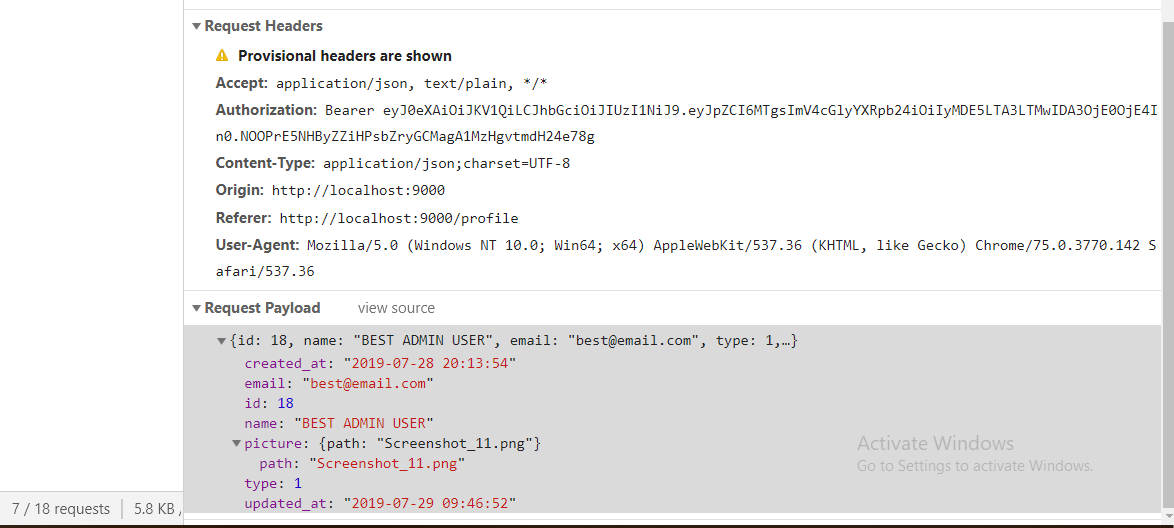 Request Headers
Provisional headers are shown
Accept: application/json, text/plain, */*
Authorization: Bearer eyJ0eXAiOiJKV1QiLCJhbGciOiJIUzI1NiJ9.eyJpZCI6MTgsImV4cGlyYXRpb24iOiIyMDE5LTA3LTMwIDA3OjE0OjE4I
n0.NOOPrE5NHByZZiHPsbZryGCMagA1MzHgvtmdH24e78g
Content-Type: application/json;charset=UTF-8
Origin: http://localhost:9000
Referer: http://localhost:9000/profile
User-Agent: Mozilla/5.0 (Windows NT 10.0; Win64; x64) AppleWebKit/537.36 (KHTML, like Gecko) Chrome/75.0.3770.142 S
afari/537.36
Request Payload view source
{id: 18, name: "BEST ADMIN USER", email: "best@email.com", type: 1,…}
created_at: "2019-07-28 20:13:54"
email: "best@email.com"
id: 18
name: "BEST ADMIN USER"
picture: {path: "Screenshot_11.png"}
path: "Screenshot_11.png"
type: 1
updated_at: "2019-07-29 09:46:52"
Activate Windows
Go to Settings to activate Windows.
7 / 18 requests 5.8 KB /